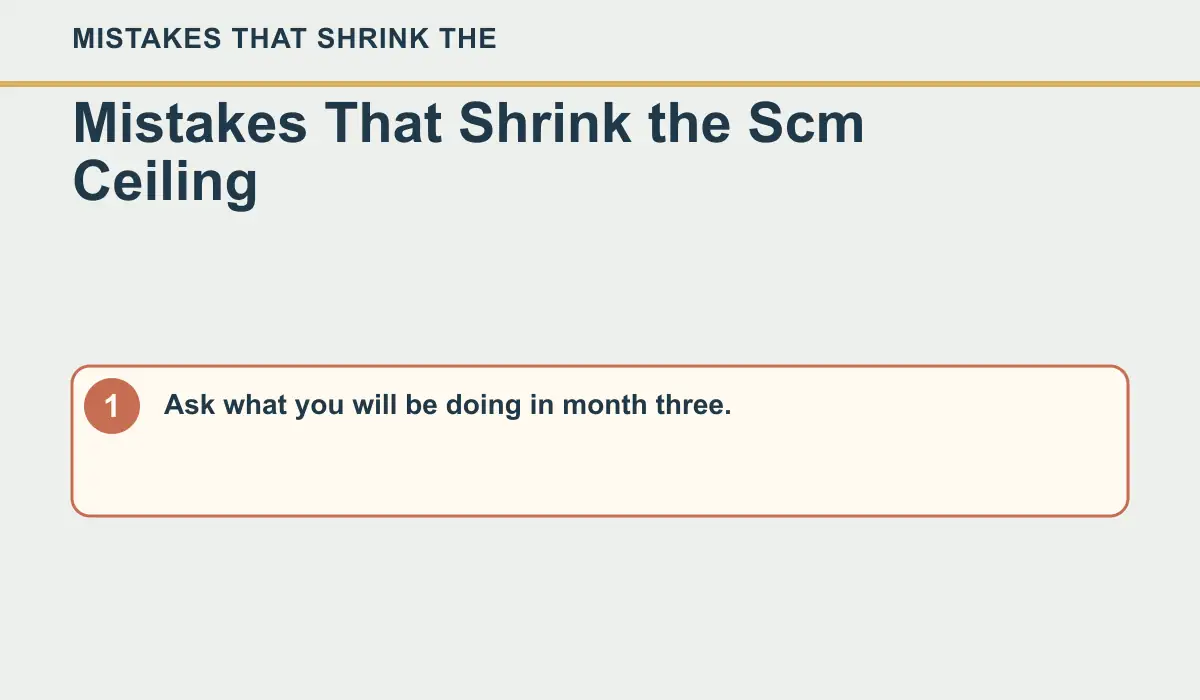 MISTAKES THAT SHRINK THE
Mistakes That Shrink the Scm
Ceiling
1
Ask what you will be doing in month three.